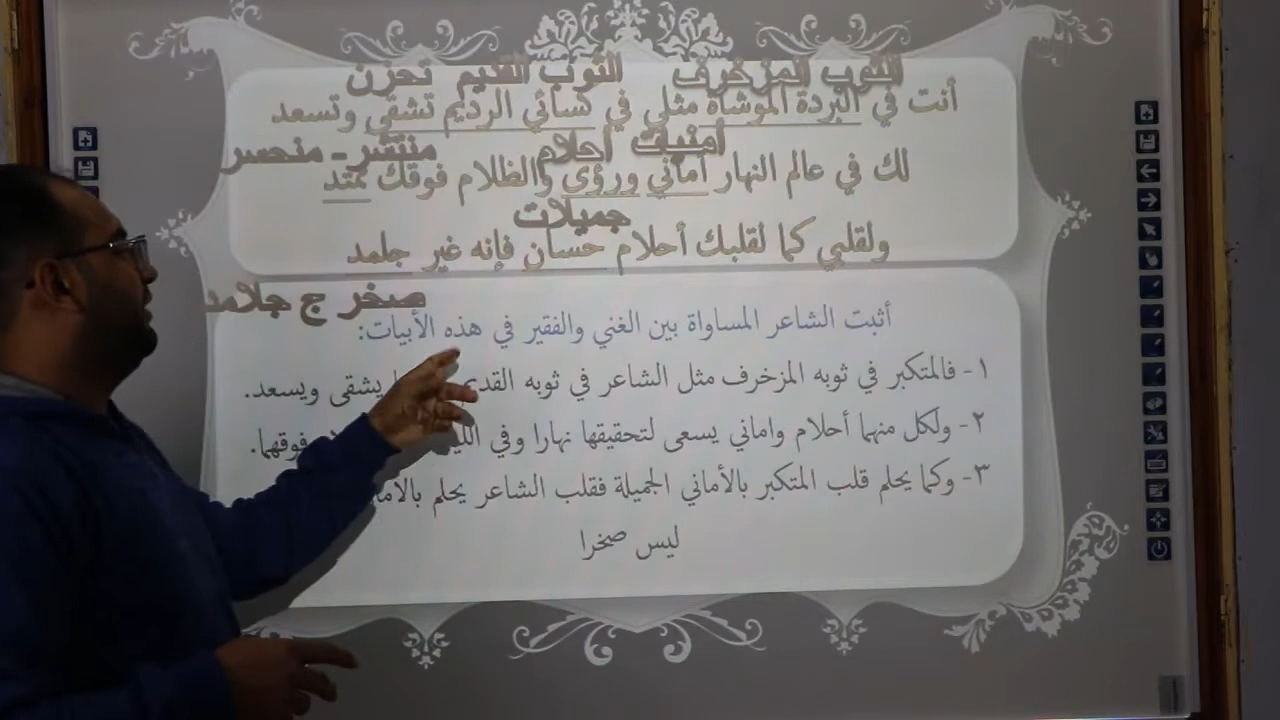 الثوب المزخرف الثوب القديم تحزن
أنت في البردة الموشاة مثلي في كسائي الرديم تشقى وتسعد
امنيات احلام منتشر - منحسر
لك في عالم النهار أماني ورؤى والظلام فوقك ممتد
جميلات
ولقلبي كما لقلبك أحلام حسان فإنه غير جلمد
صخر ج جلامد
أثبت الشاعر المساواة بين الغني والفقير في هذه الأبيات:
١- فالمتكبر في ثوبه المزخرف مثل الشاعر في ثوبه يشقى ويسعد.
٢- ولكل منهما أحلام واماني يسعى لتحقيقها نهارا وفي فوقهما.
٣- وكما يحلم قلب المتكبر بالأماني الجميلة فقلب الشاعر يحلم
ليس صخرا